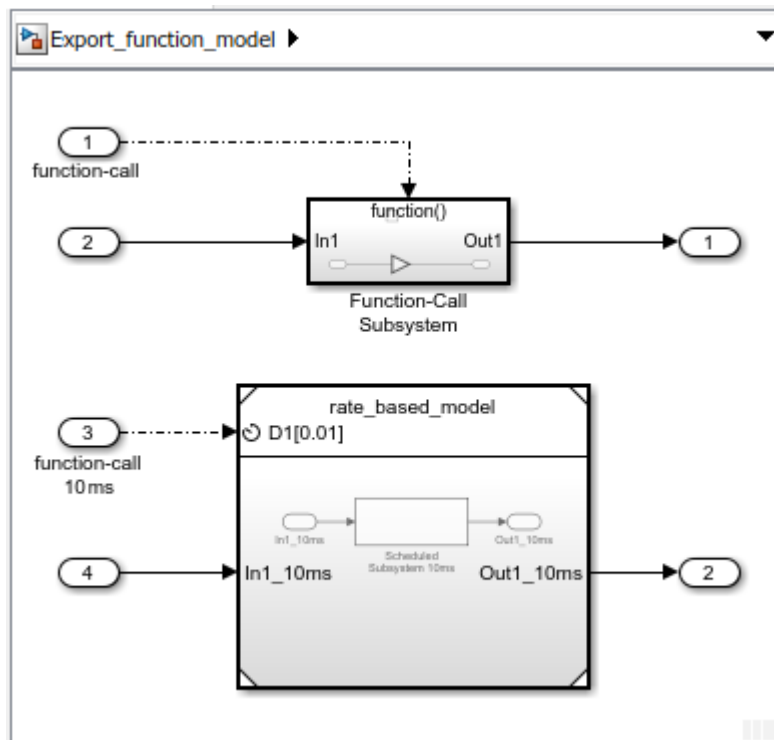 Export_function_model
1
function-call
function()
2
In1
Out1
1
Function-Call
Subsystem
rate_based_model
3
D1[0.01]
function-call
10ms
In1_10ms
Out1_10ms
Scheduled
Subsystem 10ms
4
In1_10ms
Out1_10ms
2